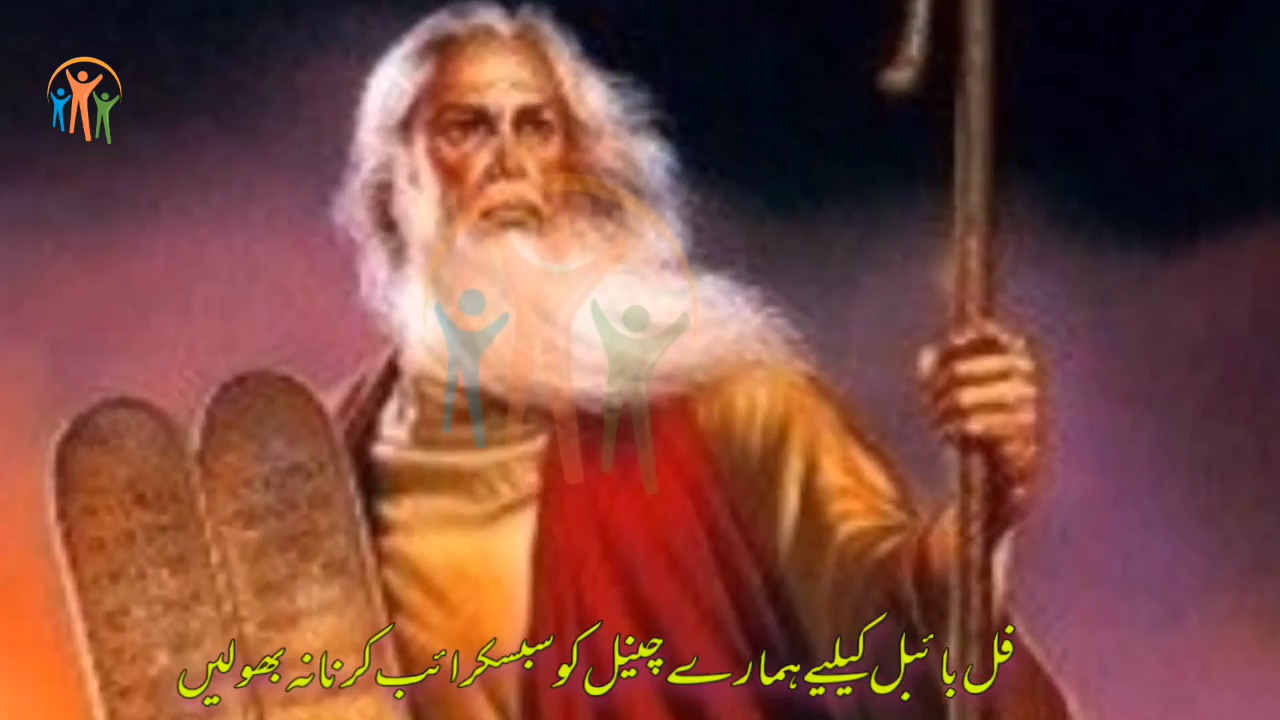 فل بائبل کیلیے ہمارے چینل کو سبسکرائب کرنا نہ بھولیں